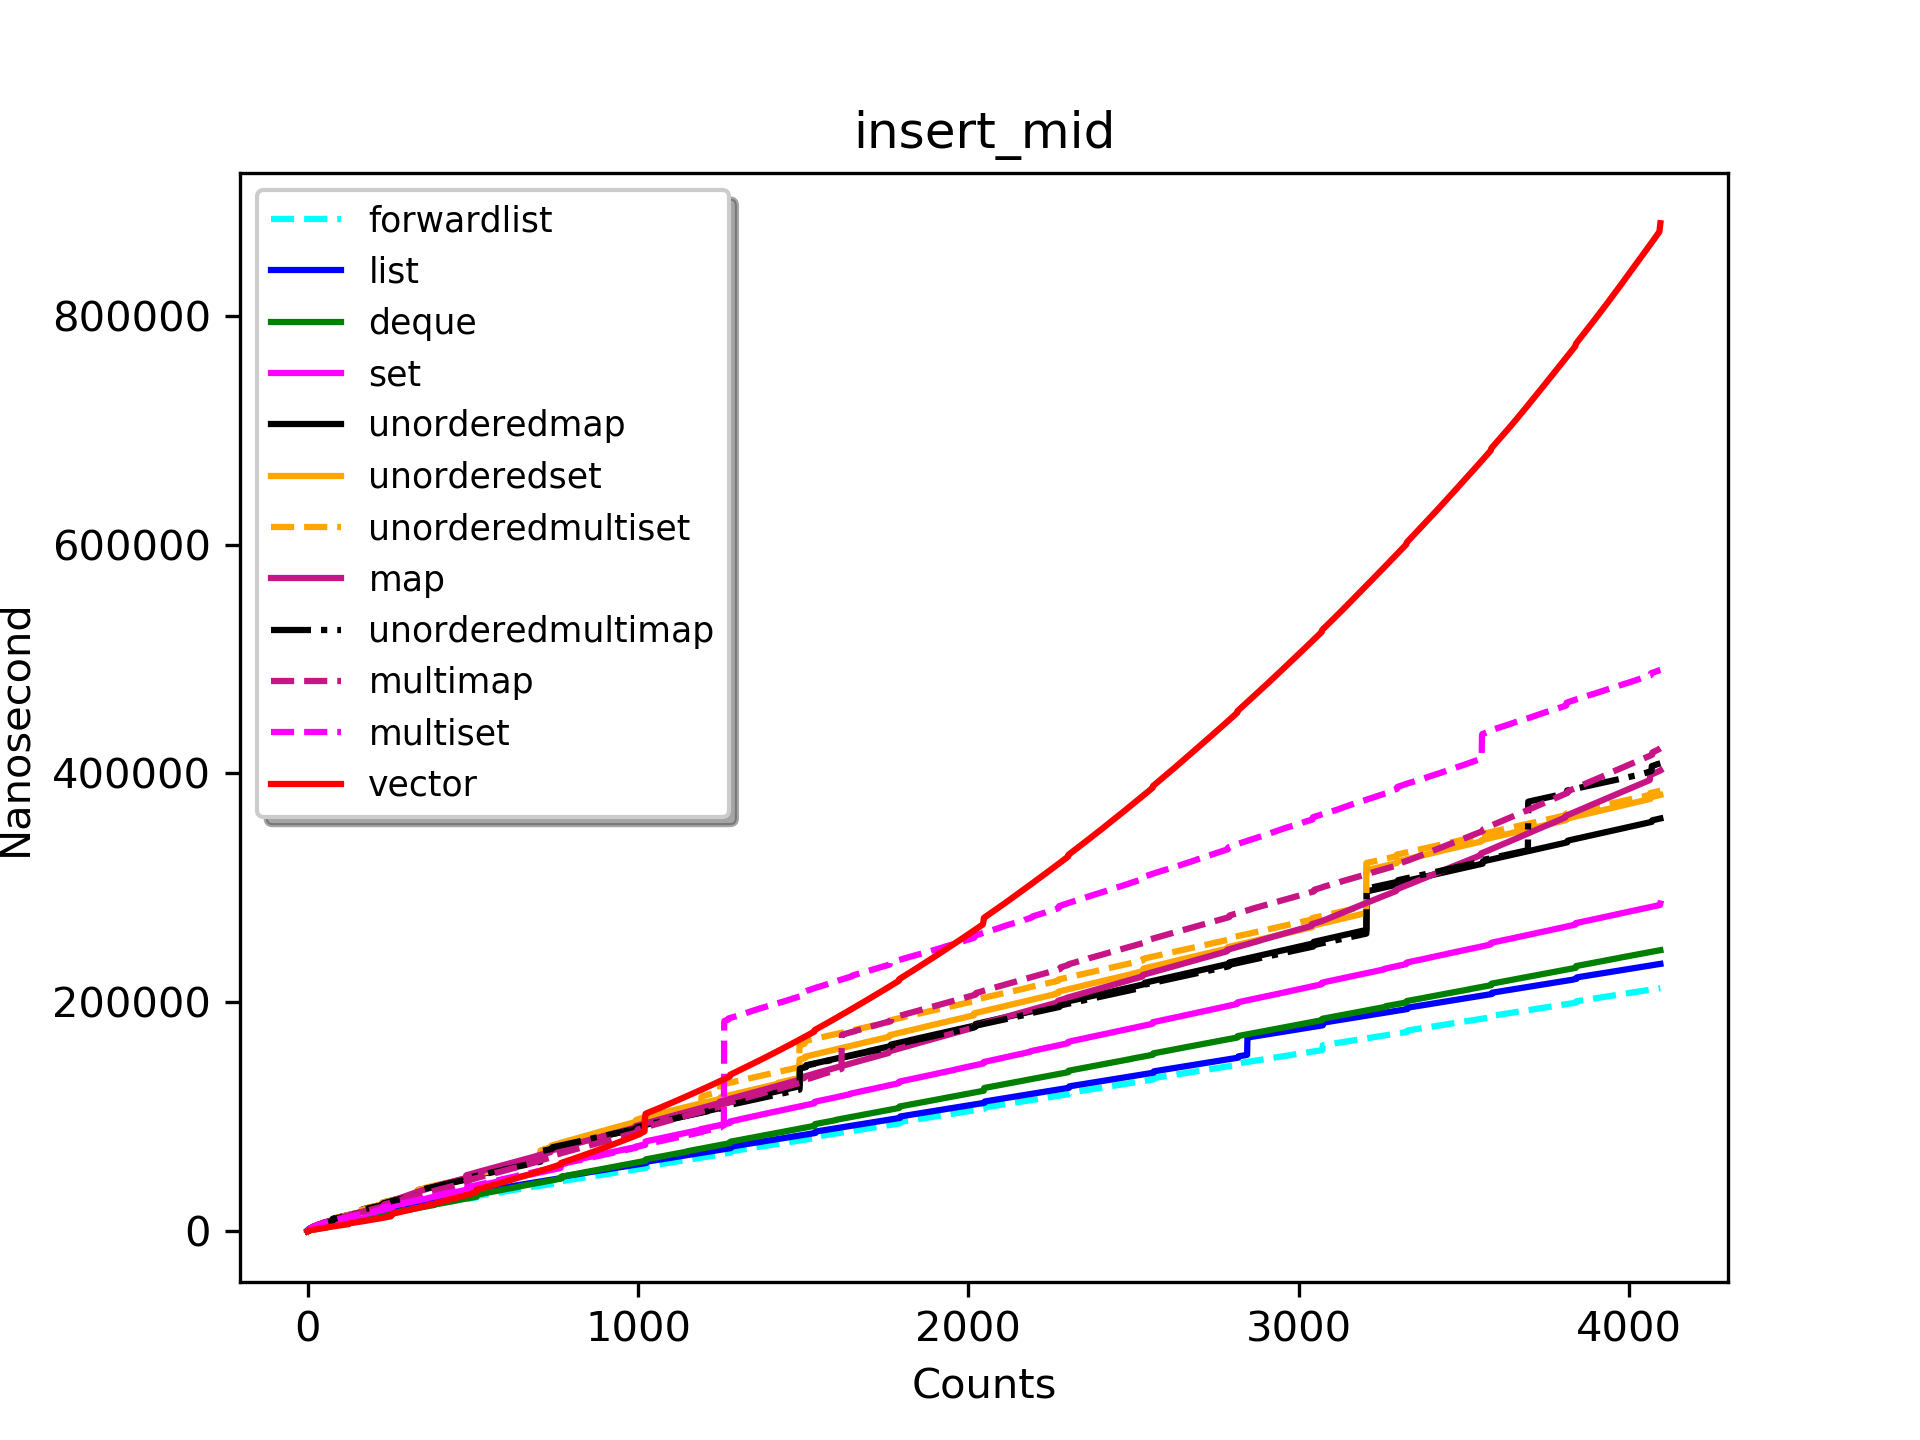 insert_mid
forwardlist
list
deque
set
unorderedmap
unorderedset
unorderedmultiset
map
unorderedmultimap
multimap
multiset
vector
Nanosecond
800000
600000
400000
200000
0
0 1000 2000 3000 4000
Counts